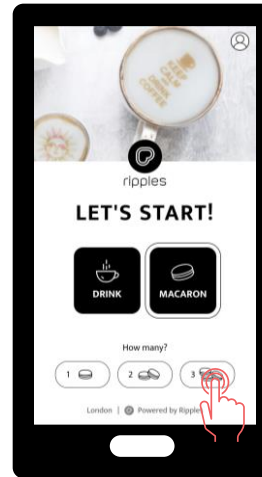 KEEP
CALM
AND
DRINK
COFFEE
ripples
LET'S START!
DRINK
MACARON
How many?
1
2
3
London | Powered by Ripples